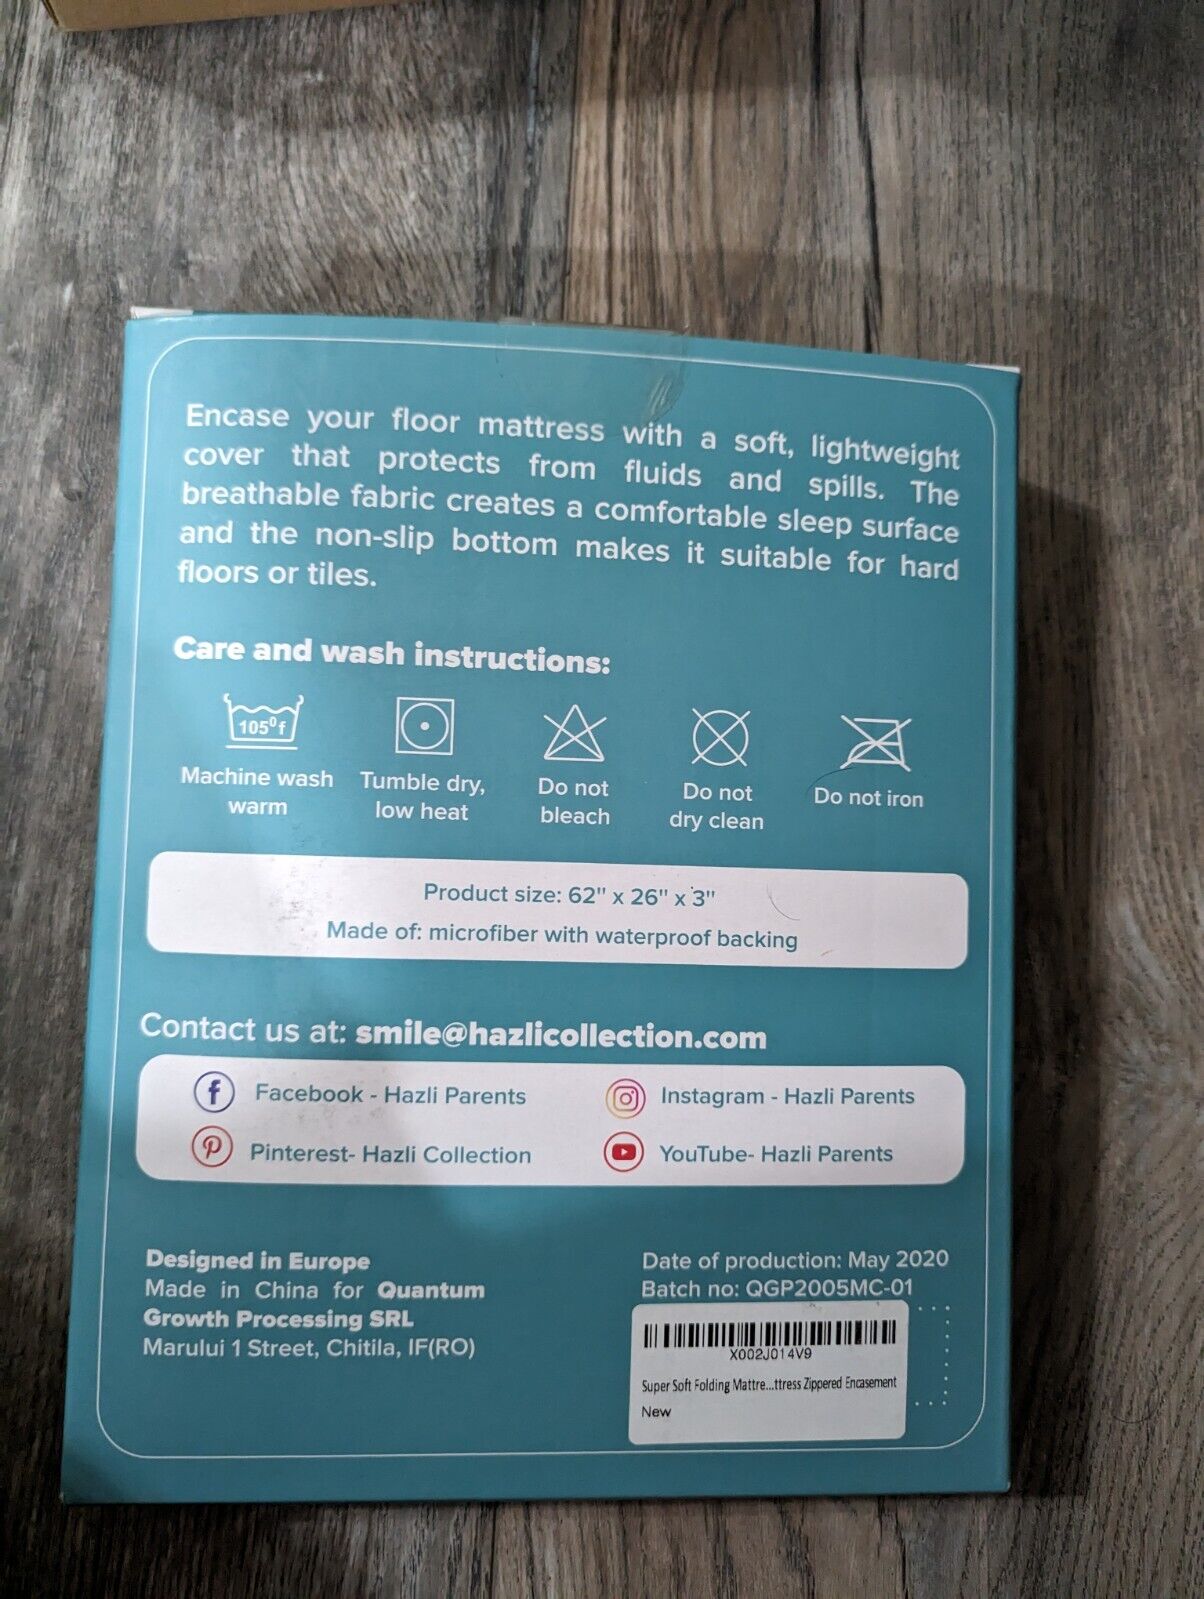 Encase your floor mattress with a soft, lightweight
cover that protects from fluids and spills. The
breathable fabric creates a comfortable sleep surface
and the non-slip bottom makes it suitable for hard
floors or tiles.
Care and wash instructions:
105⁰f
Machine wash
warm
Tumble dry,
low heat
Do not
bleach
Do not
dry clean
Do not iron
Product size: 62" x 26" x 3"
Made of: microfiber with waterproof backing
Contact us at: smile@hazlicollection.com
Facebook - Hazli Parents
Instagram - Hazli Parents
Pinterest- Hazli Collection
YouTube- Hazli Parents
Designed in Europe
Made in China for Quantum
Growth Processing SRL
Marului 1 Street, Chitila, IF(RO)
Date of production: May 2020
Batch no: QGP2005MC-01
X002J014V9
Super Soft Folding Mattre...ttress Zippered Encasement
New